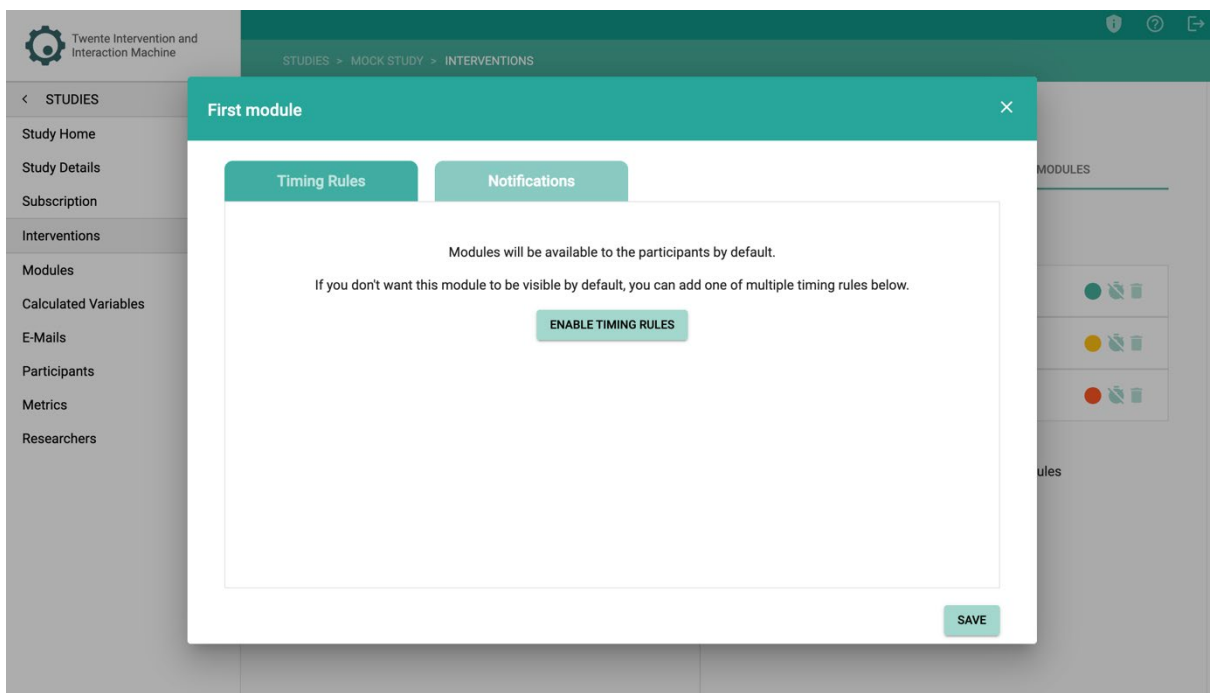 Twente Intervention and
Interaction Machine
STUDIES > MOCK STUDY > INTERVENTIONS
< STUDIES
Study Home
Study Details
Subscription
Interventions
Modules
Calculated Variables
E-Mails
Participants
Metrics
Researchers
First module
Timing Rules
Notifications
Modules will be available to the participants by default.
If you don't want this module to be visible by default, you can add one of multiple timing rules below.
ENABLE TIMING RULES
SAVE
MODULES
ules